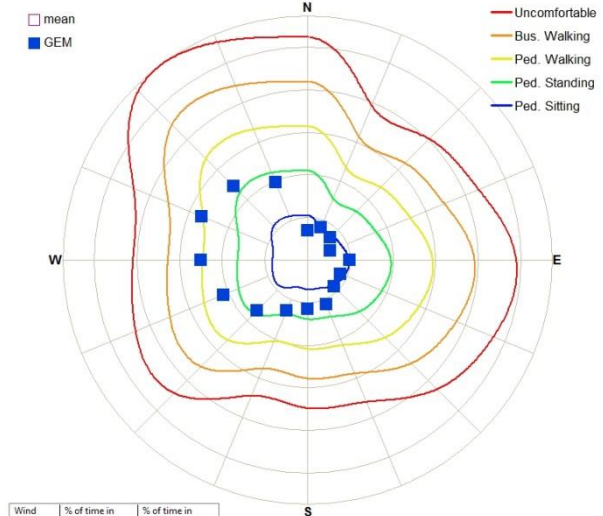 N
mean
GEM
Uncomfortable
Bus. Walking
Ped. Walking
Ped. Standing
Ped. Sitting
W
E
S
Wind % of time in % of time in